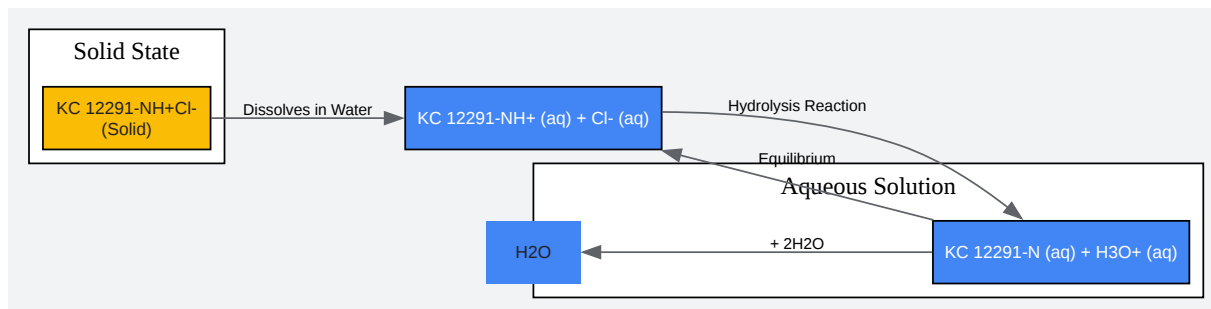 Solid State
KC 12291-NH+Cl-
(Solid)
Dissolves in Water
KC 12291-NH+ (aq) + Cl- (aq)
Hydrolysis Reaction
Equilibrium
Aqueous Solution
H2O
+ 2H2O
KC 12291-N (aq) + H3O+ (aq)